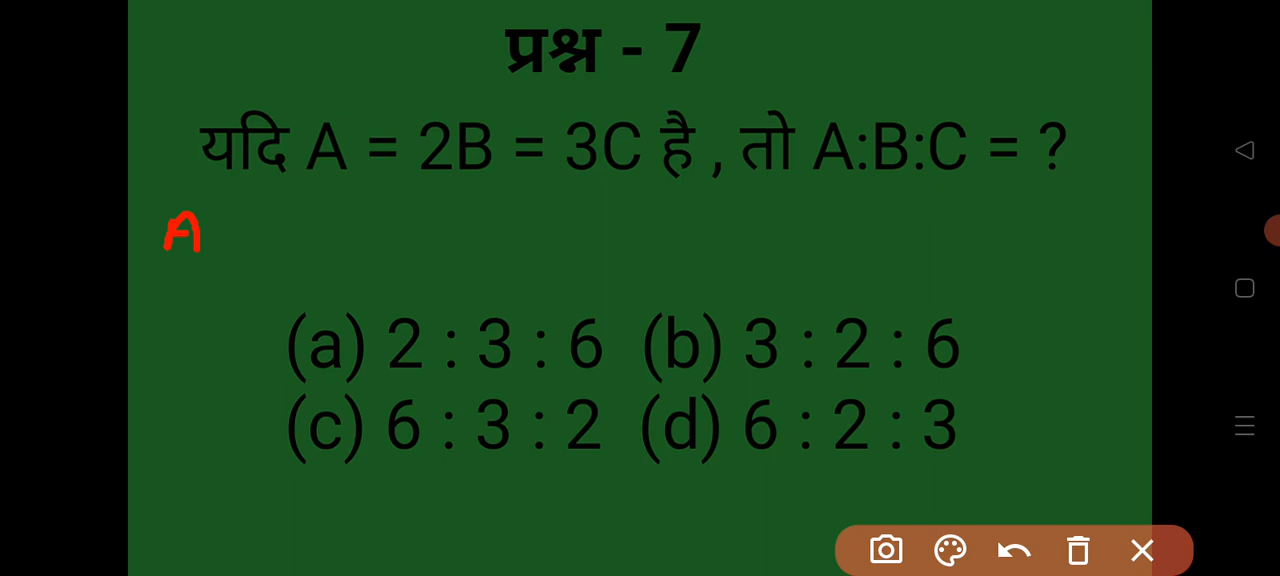 प्रश्न - 7
यदि A = 2B = 3C है , तो A:B:C = ?
A
(a) 2 : 3 : 6 (b) 3 : 2 : 6
(c) 6 : 3 : 2 (d) 6 : 2 : 3